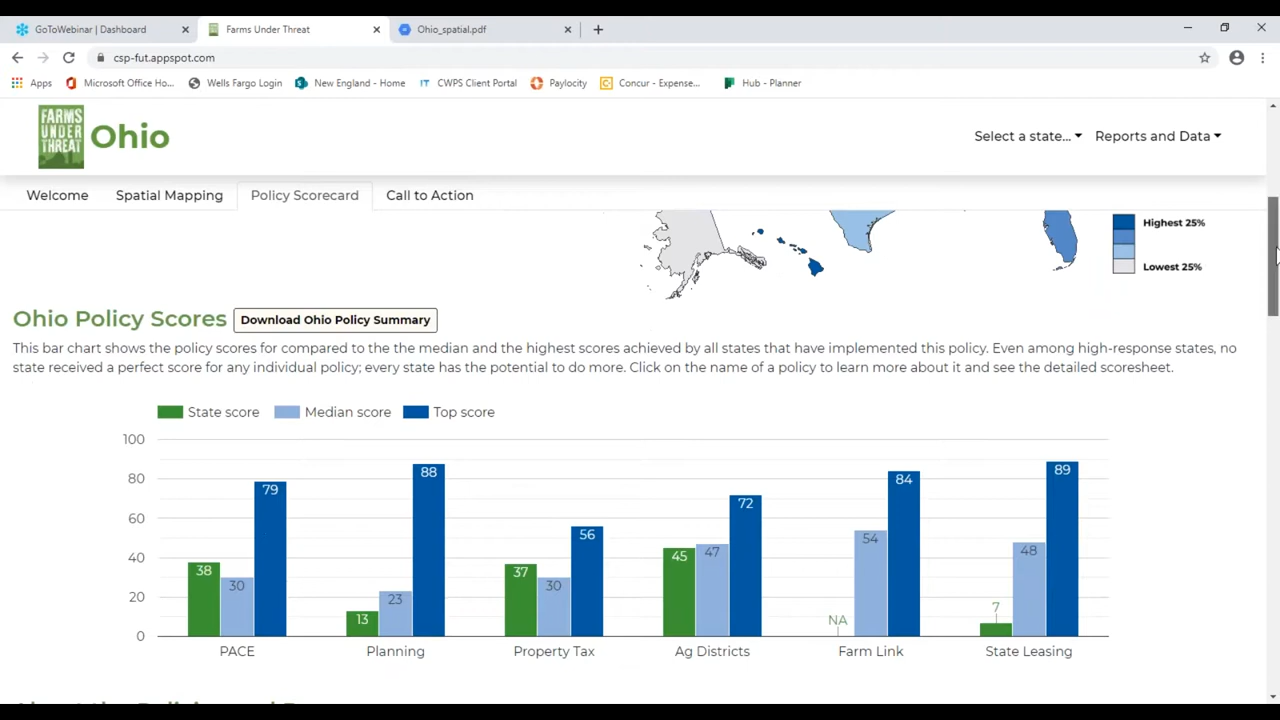 GoToWebinar | Dashboard
Farms Under Threat
Ohio_spatial.pdf
csp-fut.appspot.com
Apps
Microsoft Office Ho...
Wells Fargo Login
New England - Home
IT CWPS Client Portal
Paylocity
Concur - Expense...
Hub - Planner
FARMS
UNDER
THREAT
Ohio
Select a state...
Reports and Data
Welcome
Spatial Mapping
Policy Scorecard
Call to Action
Highest 25%
Lowest 25%
Ohio Policy Scores
Download Ohio Policy Summary
This bar chart shows the policy scores for compared to the the median and the highest scores achieved by all states that have implemented this policy. Even among high-response states, no
state received a perfect score for any individual policy; every state has the potential to do more. Click on the name of a policy to learn more about it and see the detailed scoresheet.
State score
Median score
Top score
100
80
60
40
20
0
38
30
79
13
23
88
37
30
56
45
47
72
NA
54
84
7
48
89
PACE
Planning
Property Tax
Ag Districts
Farm Link
State Leasing